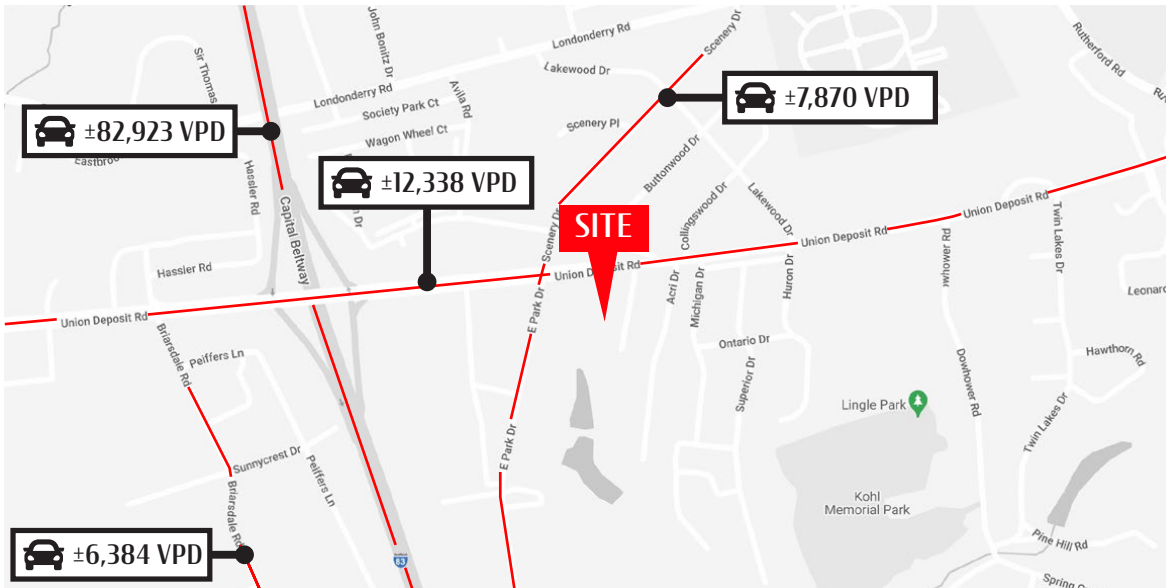 John Bonitz Dr
Londonderry Rd
Scenery Dr
Rutherford Rd
Sir Thomas
Lakewood Dr
±7,870 VPD
Londonderry Rd
Avila Rd
Society Park Ct
±82,923 VPD
Scenery Pl
Wagon Wheel Ct
Buttonwood Dr
Hassler Rd
±12,338 VPD
Capital Beltway
Dr
Scenery Dr
SITE
Collingswood Dr
Lakewood Dr
Union Deposit Rd
Twin Lakes Dr
Union Deposit Rd
Hassler Rd
Union Deposit Rd
Acri Dr
Michigan Dr
Huron Dr
whower Rd
Leonar
Union Deposit Rd
E Park Dr
Briarsdale Rd
Peiffers Ln
Ontario Dr
Superior Dr
Dowhower Rd
Hawthorn Rd
Lingle Park
Twin Lakes Dr
E Park Dr
Sunnycrest Dr
Peiffers Ln
Briarsdale Rd
Kohl
Memorial Park
±6,384 VPD
83
Pine Hill Rd
Spring